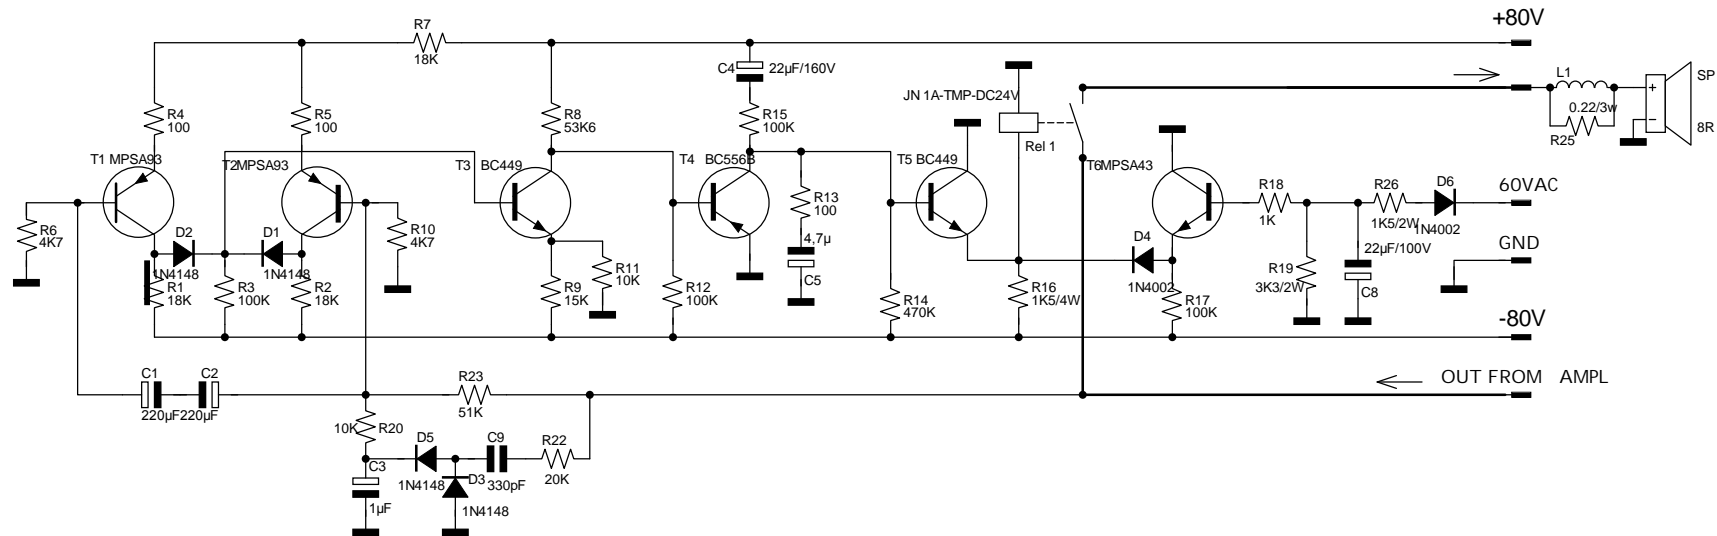 +80V
R7
18K
C4
22µF/160V
L1
SP
JN 1A-TMP-DC24V
0.22/3w
R25
8R
R4
100
R5
100
R8
53K6
R15
100K
Rel 1
T1 MPSA93
T2MPSA93
T3
BC449
T4
BC556B
T5 BC449
T6MPSA43
R6
4K7
R10
4K7
R13
100
R18
1K
R26
1K5/2W
D6
1N4002
60VAC
D2
1N4148
D1
1N4148
4,7µ
C5
D4
1N4002
22µF/100V
C8
GND
R1
18K
R3
100K
R2
18K
R9
15K
R11
10K
R12
100K
R14
470K
R16
1K5/4W
R17
100K
R19
3K3/2W
-80V
C1
220µF
C2
220µF
R23
51K
OUT FROM AMPL
10K
R20
D5
1N4148
C9
330pF
R22
20K
C3
1µF
D3
1N4148